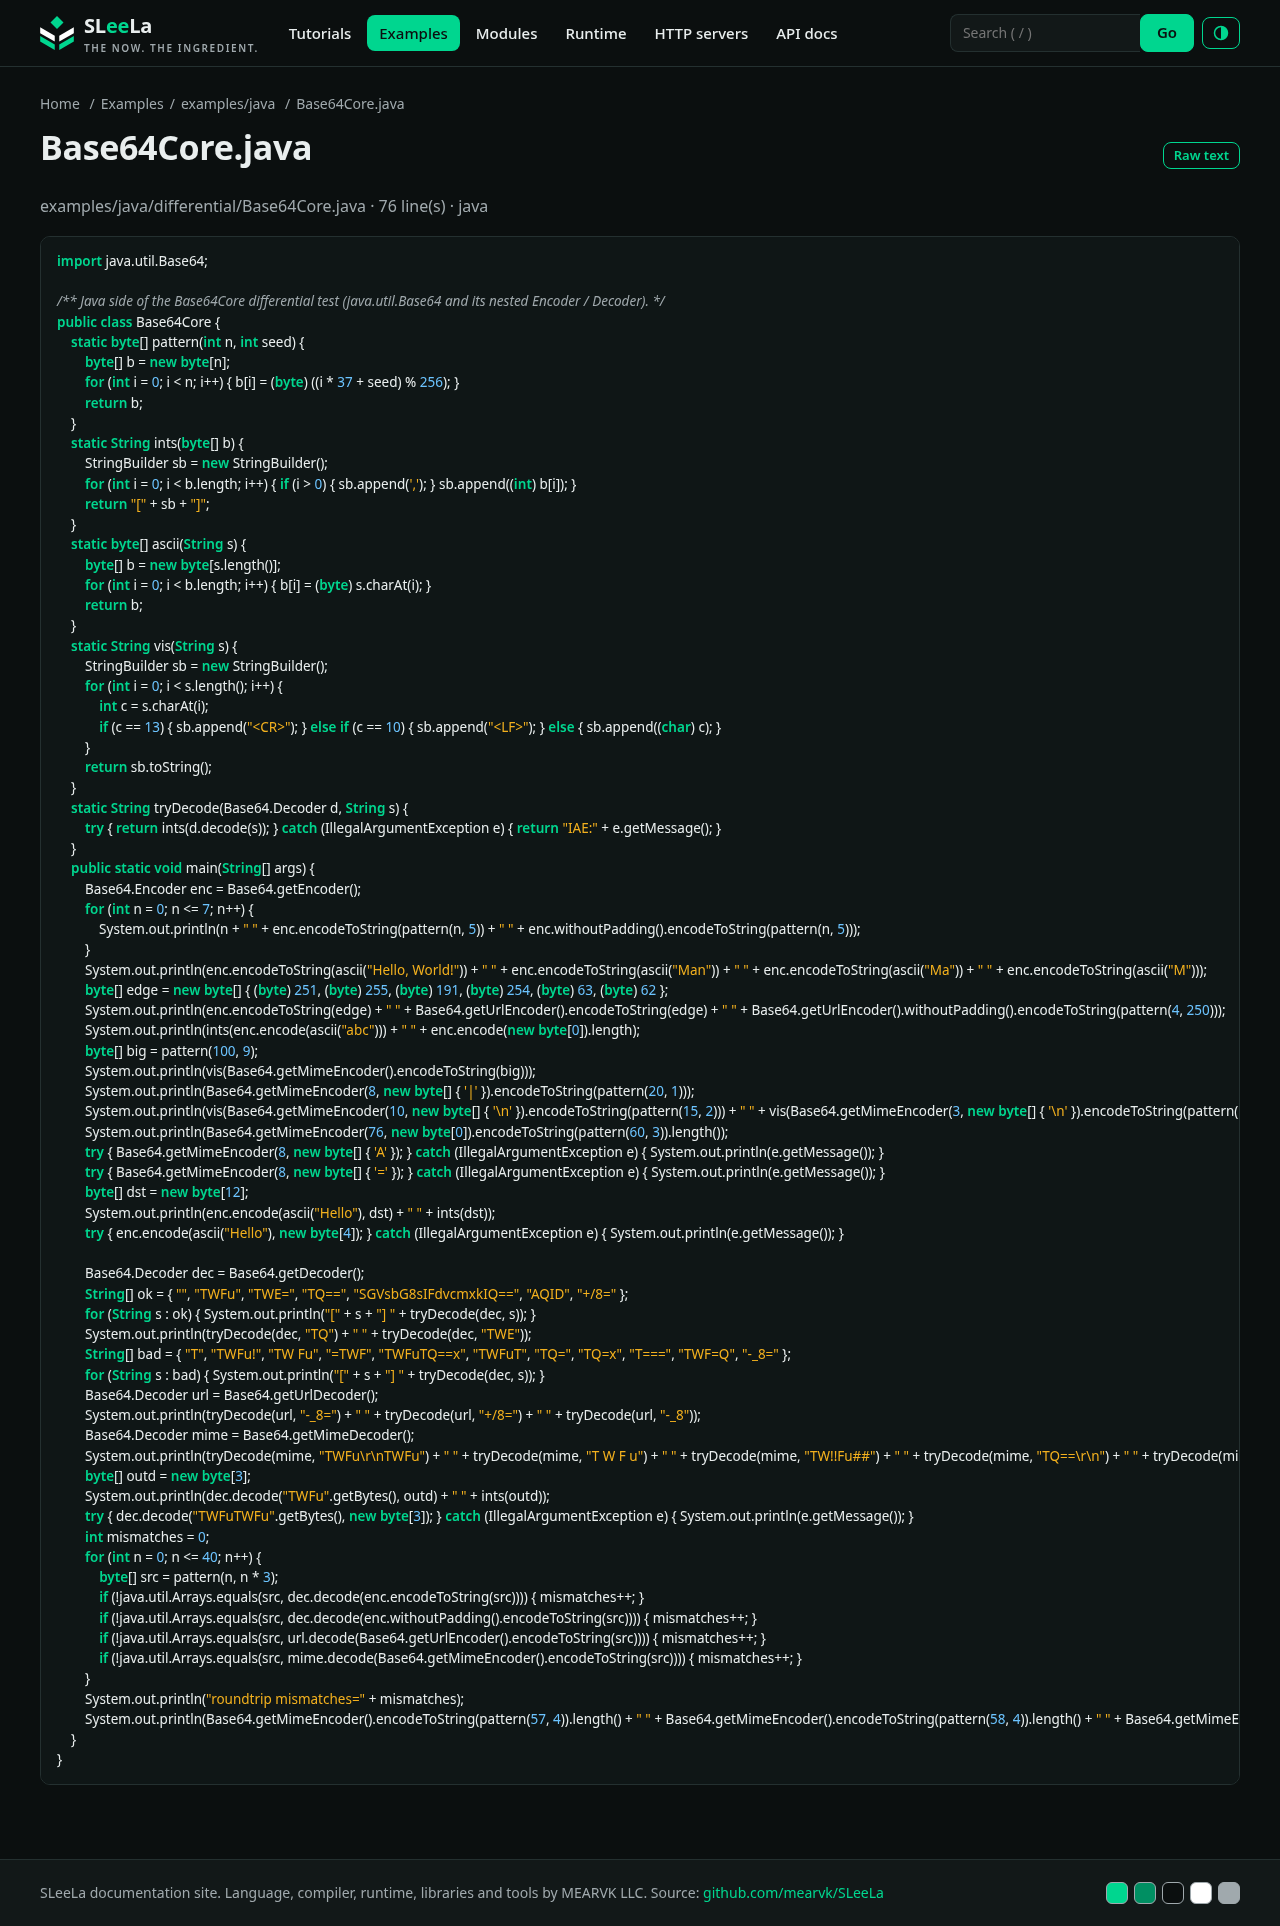 SLeeLa
THE NOW. THE INGREDIENT.
Tutorials
Examples
Modules
Runtime
HTTP servers
API docs
Search ( / )
Go
Home / Examples / examples/java / Base64Core.java
Base64Core.java
Raw text
examples/java/differential/Base64Core.java · 76 line(s) · java
import java.util.Base64;
/** Java side of the Base64Core differential test (java.util.Base64 and its nested Encoder / Decoder). */
public class Base64Core {
    static byte[] pattern(int n, int seed) {
        byte[] b = new byte[n];
        for (int i = 0; i < n; i++) { b[i] = (byte) ((i * 37 + seed) % 256); }
        return b;
    }
    static String ints(byte[] b) {
        StringBuilder sb = new StringBuilder();
        for (int i = 0; i < b.length; i++) { if (i > 0) { sb.append(','); } sb.append((int) b[i]); }
        return "[" + sb + "]";
    }
    static byte[] ascii(String s) {
        byte[] b = new byte[s.length()];
        for (int i = 0; i < b.length; i++) { b[i] = (byte) s.charAt(i); }
        return b;
    }
    static String vis(String s) {
        StringBuilder sb = new StringBuilder();
        for (int i = 0; i < s.length(); i++) {
            int c = s.charAt(i);
            if (c == 13) { sb.append("<CR>"); } else if (c == 10) { sb.append("<LF>"); } else { sb.append((char) c); }
        }
        return sb.toString();
    }
    static String tryDecode(Base64.Decoder d, String s) {
        try { return ints(d.decode(s)); } catch (IllegalArgumentException e) { return "IAE:" + e.getMessage(); }
    }
    public static void main(String[] args) {
        Base64.Encoder enc = Base64.getEncoder();
        for (int n = 0; n <= 7; n++) {
            System.out.println(n + " " + enc.encodeToString(pattern(n, 5)) + " " + enc.withoutPadding().encodeToString(pattern(n, 5)));
        }
        System.out.println(enc.encodeToString(ascii("Hello, World!")) + " " + enc.encodeToString(ascii("Man")) + " " + enc.encodeToString(ascii("Ma")) + " " + enc.encodeToString(ascii("M")));
        byte[] edge = new byte[] { (byte) 251, (byte) 255, (byte) 191, (byte) 254, (byte) 63, (byte) 62 };
        System.out.println(enc.encodeToString(edge) + " " + Base64.getUrlEncoder().encodeToString(edge) + " " + Base64.getUrlEncoder().withoutPadding().encodeToString(pattern(4, 250)));
        System.out.println(ints(enc.encode(ascii("abc"))) + " " + enc.encode(new byte[0]).length);
        byte[] big = pattern(100, 9);
        System.out.println(vis(Base64.getMimeEncoder().encodeToString(big)));
        System.out.println(Base64.getMimeEncoder(8, new byte[] { '|' }).encodeToString(pattern(20, 1)));
        System.out.println(vis(Base64.getMimeEncoder(10, new byte[] { '\n' }).encodeToString(pattern(15, 2))) + " " + vis(Base64.getMimeEncoder(3, new byte[] { '\n' }).encodeToString(pattern(
        System.out.println(Base64.getMimeEncoder(76, new byte[0]).encodeToString(pattern(60, 3)).length());
        try { Base64.getMimeEncoder(8, new byte[] { 'A' }); } catch (IllegalArgumentException e) { System.out.println(e.getMessage()); }
        try { Base64.getMimeEncoder(8, new byte[] { '=' }); } catch (IllegalArgumentException e) { System.out.println(e.getMessage()); }
        byte[] dst = new byte[12];
        System.out.println(enc.encode(ascii("Hello"), dst) + " " + ints(dst));
        try { enc.encode(ascii("Hello"), new byte[4]); } catch (IllegalArgumentException e) { System.out.println(e.getMessage()); }
        Base64.Decoder dec = Base64.getDecoder();
        String[] ok = { "", "TWFu", "TWE=", "TQ==", "SGVsbG8sIFdvcmxkIQ==", "AQID", "+/8=" };
        for (String s : ok) { System.out.println("[" + s + "] " + tryDecode(dec, s)); }
        System.out.println(tryDecode(dec, "TQ") + " " + tryDecode(dec, "TWE"));
        String[] bad = { "T", "TWFu!", "TW Fu", "=TWF", "TWFuTQ==x", "TWFuT", "TQ=", "TQ=x", "T===", "TWF=Q", "-_8=" };
        for (String s : bad) { System.out.println("[" + s + "] " + tryDecode(dec, s)); }
        Base64.Decoder url = Base64.getUrlDecoder();
        System.out.println(tryDecode(url, "-_8=") + " " + tryDecode(url, "+/8=") + " " + tryDecode(url, "-_8"));
        Base64.Decoder mime = Base64.getMimeDecoder();
        System.out.println(tryDecode(mime, "TWFu\r\nTWFu") + " " + tryDecode(mime, "T W F u") + " " + tryDecode(mime, "TW!!Fu##") + " " + tryDecode(mime, "TQ==\r\n") + " " + tryDecode(mi
        byte[] outd = new byte[3];
        System.out.println(dec.decode("TWFu".getBytes(), outd) + " " + ints(outd));
        try { dec.decode("TWFuTWFu".getBytes(), new byte[3]); } catch (IllegalArgumentException e) { System.out.println(e.getMessage()); }
        int mismatches = 0;
        for (int n = 0; n <= 40; n++) {
            byte[] src = pattern(n, n * 3);
            if (!java.util.Arrays.equals(src, dec.decode(enc.encodeToString(src)))) { mismatches++; }
            if (!java.util.Arrays.equals(src, dec.decode(enc.withoutPadding().encodeToString(src)))) { mismatches++; }
            if (!java.util.Arrays.equals(src, url.decode(Base64.getUrlEncoder().encodeToString(src)))) { mismatches++; }
            if (!java.util.Arrays.equals(src, mime.decode(Base64.getMimeEncoder().encodeToString(src)))) { mismatches++; }
        }
        System.out.println("roundtrip mismatches=" + mismatches);
        System.out.println(Base64.getMimeEncoder().encodeToString(pattern(57, 4)).length() + " " + Base64.getMimeEncoder().encodeToString(pattern(58, 4)).length() + " " + Base64.getMimeE
    }
}
SLeeLa documentation site. Language, compiler, runtime, libraries and tools by MEARVK LLC. Source: github.com/mearvk/SLeeLa